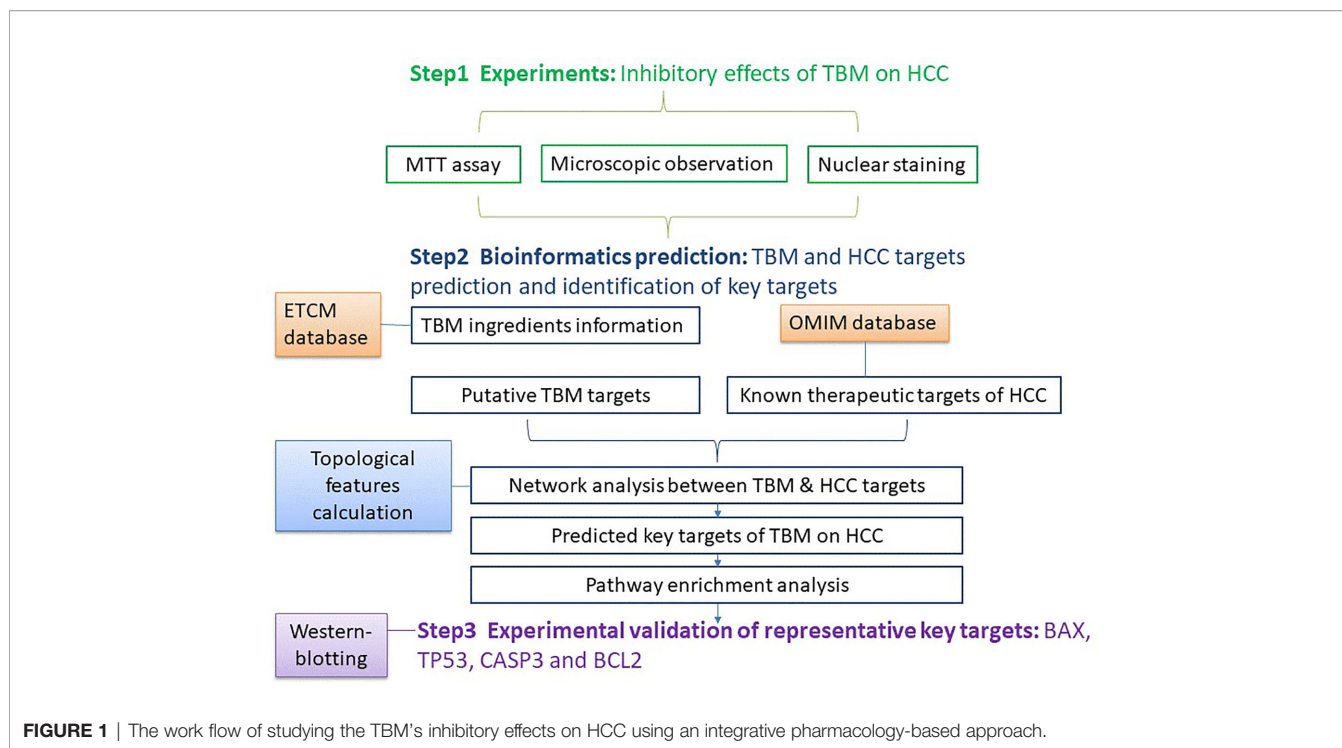 Step1 Experiments: Inhibitory effects of TBM on HCC
MTT assay
Microscopic observation
Nuclear staining
Step2 Bioinformatics prediction: TBM and HCC targets
prediction and identification of key targets
ETCM
database
TBM ingredients information
OMIM database
Putative TBM targets
Known therapeutic targets of HCC
Topological
features
calculation
Network analysis between TBM & HCC targets
Predicted key targets of TBM on HCC
Pathway enrichment analysis
Western-
blotting
Step3 Experimental validation of representative key targets: BAX,
TP53, CASP3 and BCL2
FIGURE 1 | The work flow of studying the TBM’s inhibitory effects on HCC using an integrative pharmacology-based approach.